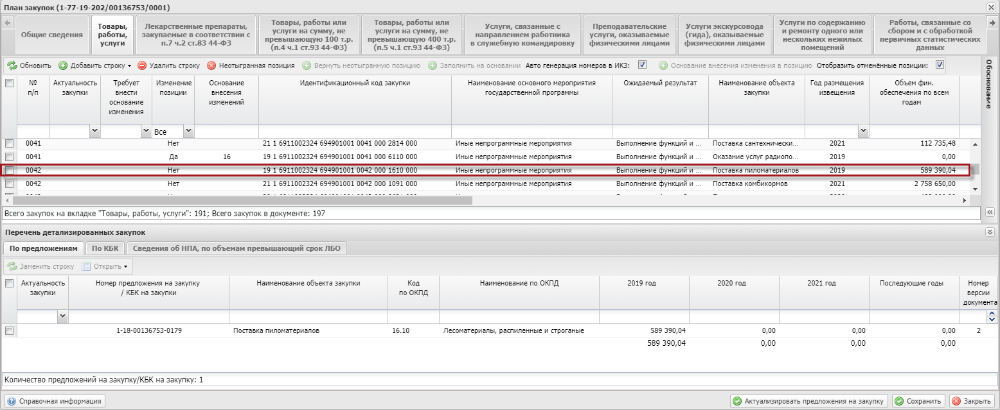 План закупок (1-77-19-202/00136753/0001)
Общие сведения
Товары, работы, услуги
Лекарственные препараты, закупаемые в соответствии с п.7 ч.2 ст.83 44-ФЗ
Товары, работы или услуги на сумму, не превышающую 100 т.р. (п.4 ч.1 ст.93 44-ФЗ)
Товары, работы или услуги на сумму, не превышающую 400 т.р. (п.5 ч.1 ст.93 44-ФЗ)
Услуги, связанные с направлением работника в служебную командировку
Преподавательские услуги, оказываемые физическими лицами
Услуги экскурсовода (гида), оказываемые физическими лицами
Услуги по содержанию и ремонту одного или нескольких нежилых помещений
Работы, связанные со сбором и с обработкой первичных статистических данных
Обновить Добавить строку Удалить строку Неотыгранная позиция Вернуть неотыгранную позицию Заполнить на основании Авто генерация номеров в ИКЗ: Основание внесения изменения в позицию Отобразить отменённые позиции:
Обоснование
№ п/п
Актуальность закупки
Требует внести основание изменения
Изменение позиции
Основание внесения изменений
Идентификационный код закупки
Наименование основного мероприятия государственной программы
Ожидаемый результат
Наименование объекта закупки
Год размещения извещения
Объем фин. обеспечения по всем годам
Все
0041 Нет 21 1 6911002324 694901001 0041 000 2814 000 Иные непрограммные мероприятия Выполнение функций и ... Поставка сантехнически... 2021 112 735,48
0041 Да 16 19 1 6911002324 694901001 0041 000 6110 000 Иные непрограммные мероприятия Выполнение функций и ... Оказание услуг радиопо... 2019 0,00
0042 Нет 19 1 6911002324 694901001 0042 000 1610 000 Иные непрограммные мероприятия Выполнение функций и ... Поставка пиломатериалов 2019 589 390,04
0042 Нет 21 1 6911002324 694901001 0042 000 1091 000 Иные непрограммные мероприятия Выполнение функций и ... Поставка комбикормов 2021 2 758 650,00
Всего закупок на вкладке "Товары, работы, услуги": 191; Всего закупок в документе: 197
Перечень детализированных закупок
По предложениям По КБК Сведения об НПА, по объемам превышающий срок ЛБО
Заменить строку Открыть
Актуальность закупки
Номер предложения на закупку / КБК на закупки
Наименование объекта закупки
Код по ОКПД
Наименование по ОКПД
2019 год
2020 год
2021 год
Последующие годы
Номер версии документа
1-18-00136753-0179 Поставка пиломатериалов 16.10 Лесоматериалы, распиленные и строганые 589 390,04 0,00 0,00 0,00 2
589 390,04 0,00 0,00 0,00
Количество предложений на закупку/КБК на закупку: 1
Справочная информация Актуализировать предложения на закупку Сохранить Закрыть